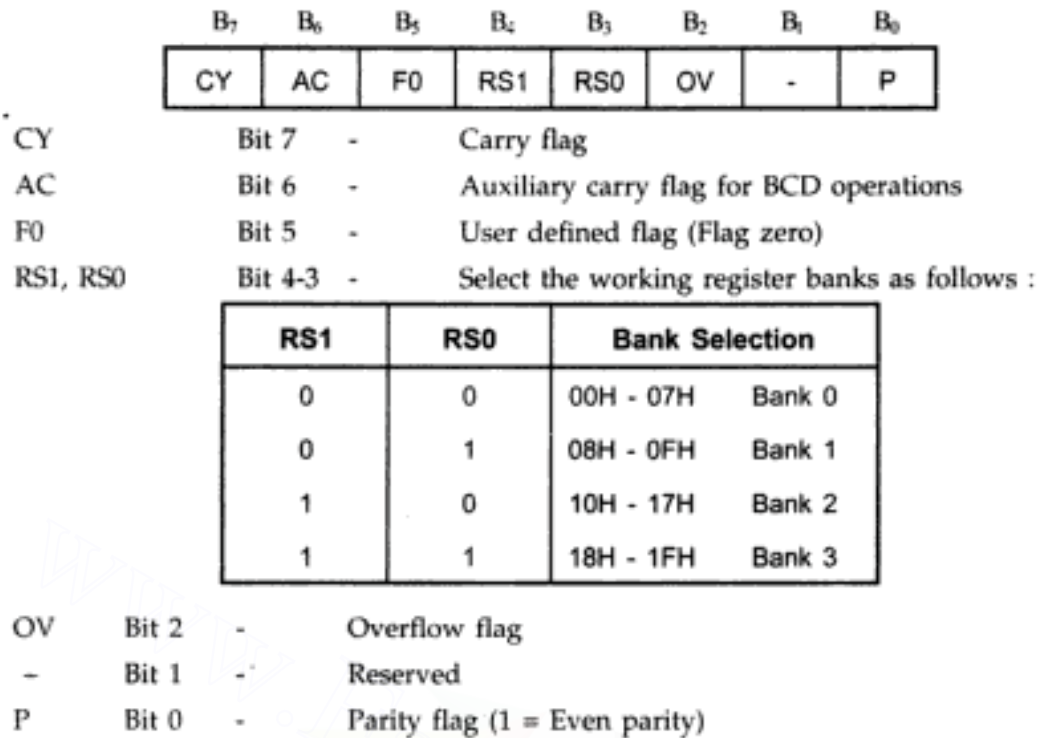 B₇ B₆ B₅ B₄ B₃ B₂ B₁ B₀
CY AC F0 RS1 RS0 OV - P
CY Bit 7 - Carry flag
AC Bit 6 - Auxiliary carry flag for BCD operations
F0 Bit 5 - User defined flag (Flag zero)
RS1, RS0 Bit 4-3 - Select the working register banks as follows :
RS1 RS0 Bank Selection
0 0 00H - 07H Bank 0
0 1 08H - 0FH Bank 1
1 0 10H - 17H Bank 2
1 1 18H - 1FH Bank 3
OV Bit 2 - Overflow flag
- Bit 1 - Reserved
P Bit 0 - Parity flag (1 = Even parity)